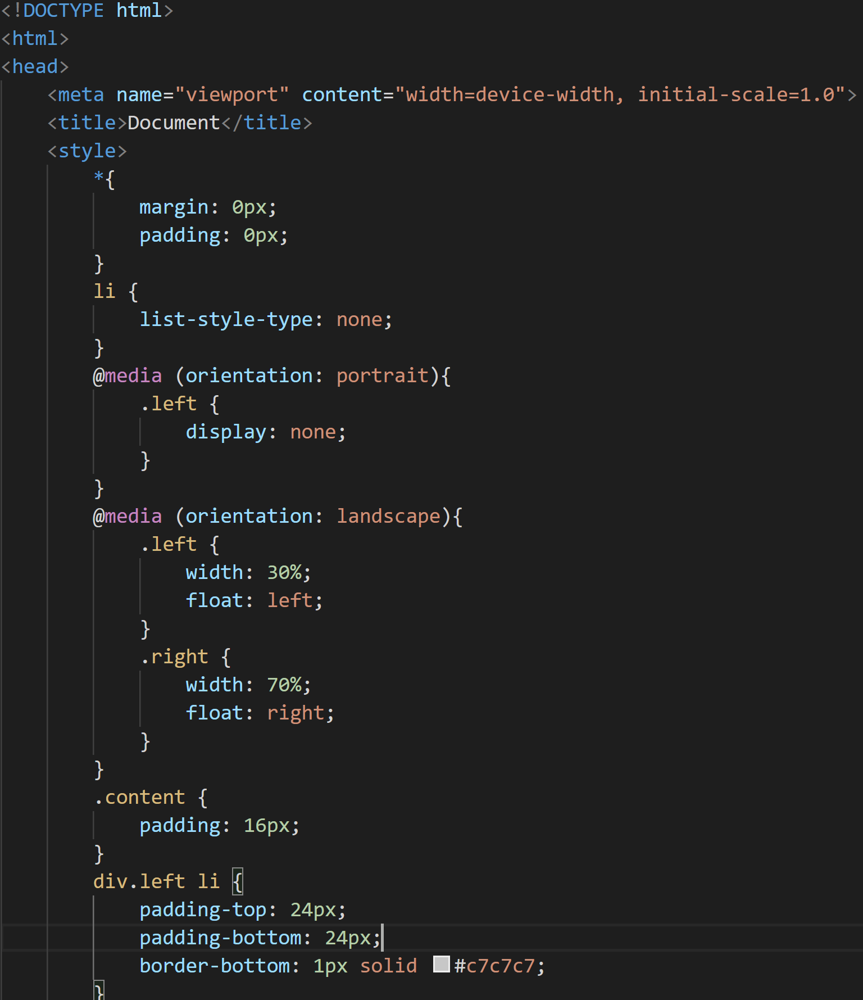 <!DOCTYPE html>
<html>
<head>
    <meta name="viewport" content="width=device-width, initial-scale=1.0">
    <title>Document</title>
    <style>
        *{
            margin: 0px;
            padding: 0px;
        }
        li {
            list-style-type: none;
        }
        @media (orientation: portrait){
            .left {
                display: none;
            }
        }
        @media (orientation: landscape){
            .left {
                width: 30%;
                float: left;
            }
            .right {
                width: 70%;
                float: right;
            }
        }
        .content {
            padding: 16px;
        }
        div.left li {
            padding-top: 24px;
            padding-bottom: 24px;
            border-bottom: 1px solid #c7c7c7;
        }